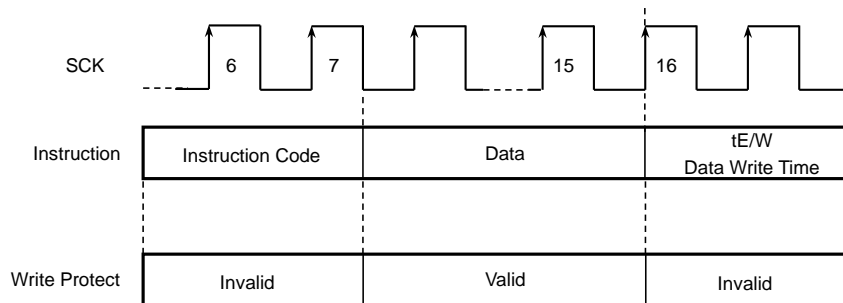 SCK 6 7 15 16
Instruction Instruction Code Data tE/W
Data Write Time
Write Protect Invalid Valid Invalid